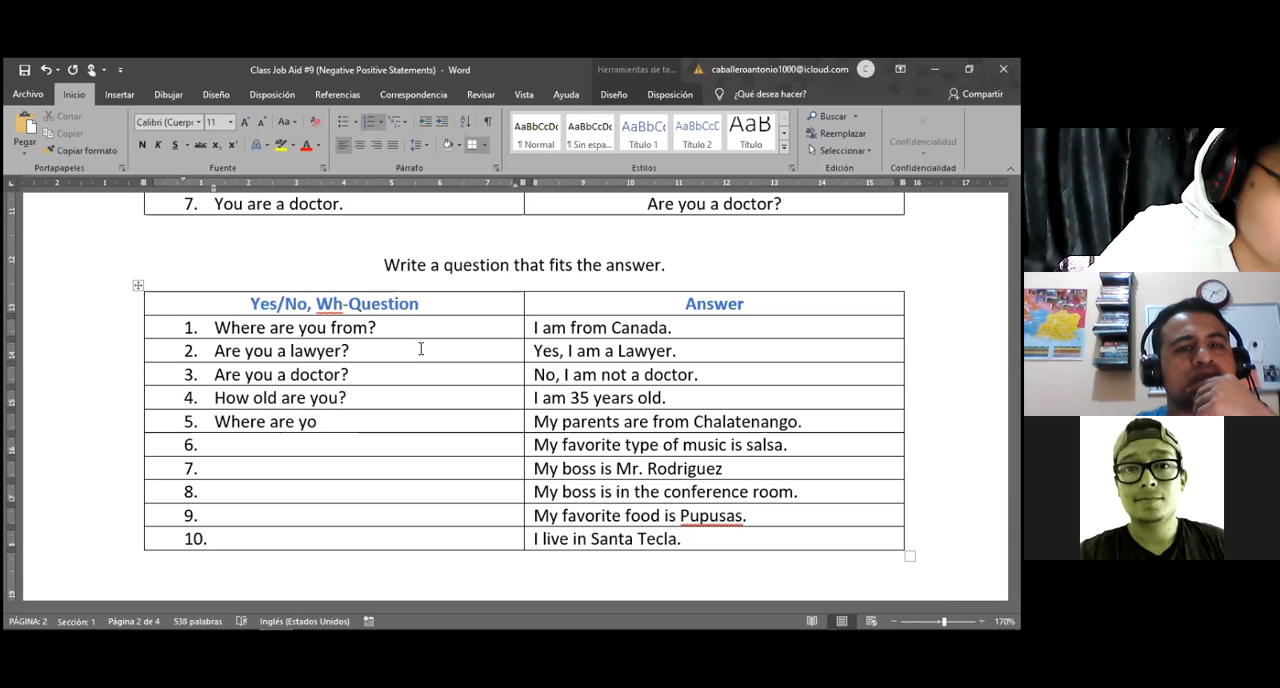 Class Job Aid #9 (Negative Positive Statements) - Word
Herramientas de ta...
caballeroantonio1000@icloud.com
C
Archivo Inicio Insertar Dibujar Diseño Disposición Referencias Correspondencia Revisar Vista Ayuda Diseño Disposición ¿Qué desea hacer? Compartir
Pegar
Cortar
Copiar
Copiar formato
Portapapeles
Calibri (Cuerpo 11
N K S abc x₂ x²
Fuente
Párrafo
AaBbCcDc AaBbCcDc AaBbCc AaBbCcD AaB
¶ Normal ¶ Sin espa... Título 1 Título 2 Título
Estilos
Buscar
Reemplazar
Seleccionar
Edición
Confidencialidad
Confidencialidad
7. You are a doctor. Are you a doctor?
Write a question that fits the answer.
Yes/No, Wh-Question Answer
1. Where are you from? I am from Canada.
2. Are you a lawyer? Yes, I am a Lawyer.
3. Are you a doctor? No, I am not a doctor.
4. How old are you? I am 35 years old.
5. Where are yo My parents are from Chalatenango.
6. My favorite type of music is salsa.
7. My boss is Mr. Rodriguez
8. My boss is in the conference room.
9. My favorite food is Pupusas.
10. I live in Santa Tecla.
PÁGINA: 2 Sección: 1 Página 2 de 4 538 palabras Inglés (Estados Unidos) 170%